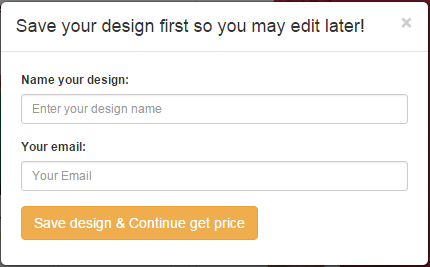 Save your design first so you may edit later!
×
Name your design:
Enter your design name
Your email:
Your Email
Save design & Continue get price